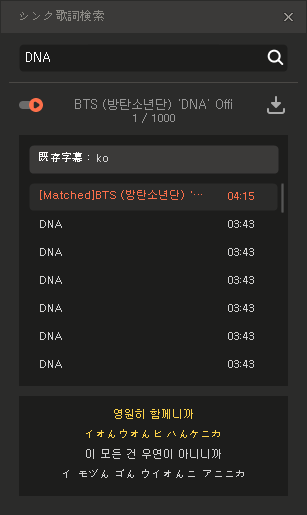 シンク歌詞検索
DNA
BTS (방탄소년단) 'DNA' Offi
1 / 1000
既存字幕 : ko
[Matched]BTS (방탄소년단) '… 04:15
DNA 03:43
DNA 03:43
DNA 03:43
DNA 03:43
DNA 03:43
DNA 03:43
영원히 함께니까
イオんウオんヒ ハんケニカ
이 모든 건 우연이 아니니까
イ モヅん ゴん ウイオんニ アニニカ